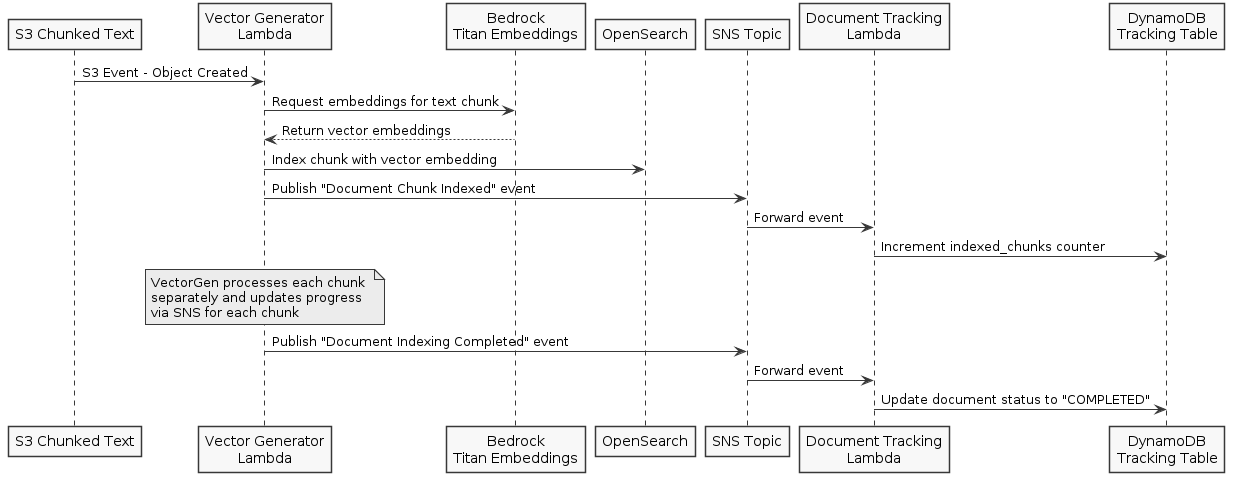 S3 Chunked Text
Vector Generator
Lambda
Bedrock
Titan Embeddings
OpenSearch
SNS Topic
Document Tracking
Lambda
DynamoDB
Tracking Table
S3 Event - Object Created
Request embeddings for text chunk
Return vector embeddings
Index chunk with vector embedding
Publish "Document Chunk Indexed" event
Forward event
Increment indexed_chunks counter
VectorGen processes each chunk
separately and updates progress
via SNS for each chunk
Publish "Document Indexing Completed" event
Forward event
Update document status to "COMPLETED"
S3 Chunked Text
Vector Generator
Lambda
Bedrock
Titan Embeddings
OpenSearch
SNS Topic
Document Tracking
Lambda
DynamoDB
Tracking Table